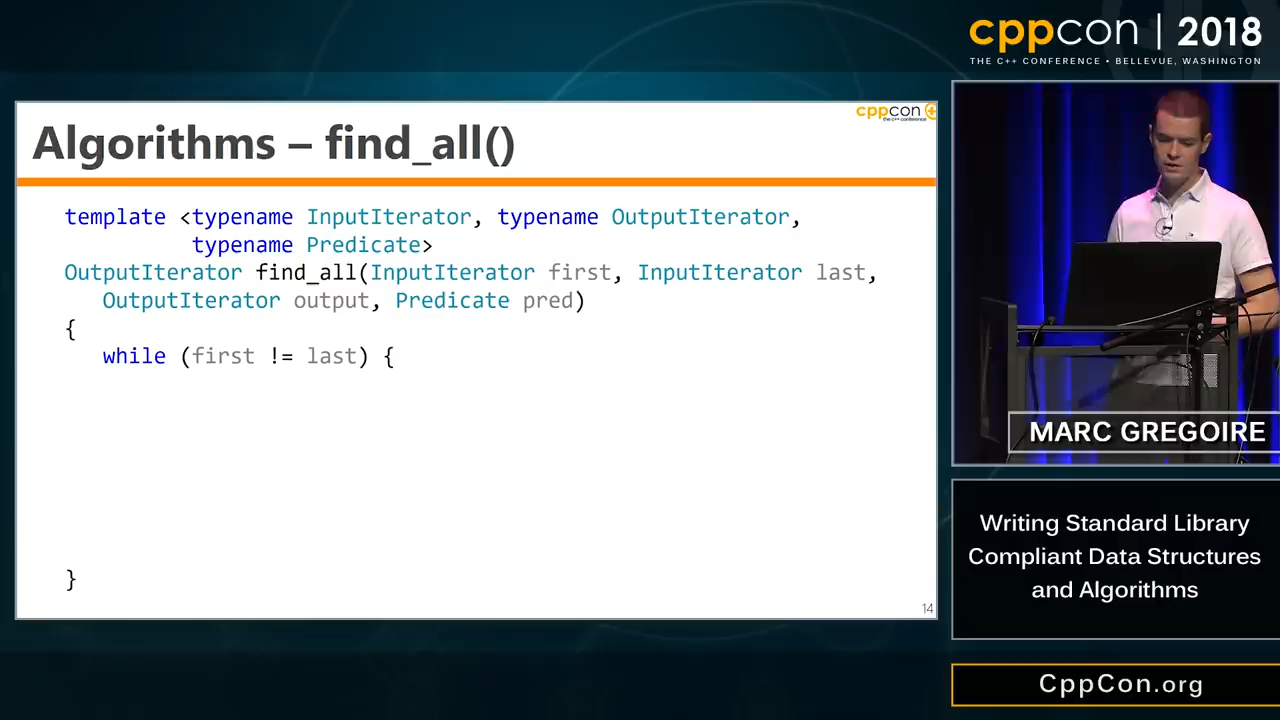 cppcon | 2018
THE C++ CONFERENCE • BELLEVUE, WASHINGTON
cppcon
the c++ conference
Algorithms – find_all()
template <typename InputIterator, typename OutputIterator,
typename Predicate>
OutputIterator find_all(InputIterator first, InputIterator last,
OutputIterator output, Predicate pred)
{
while (first != last) {
}
14
MARC GREGOIRE
Writing Standard Library
Compliant Data Structures
and Algorithms
CppCon.org